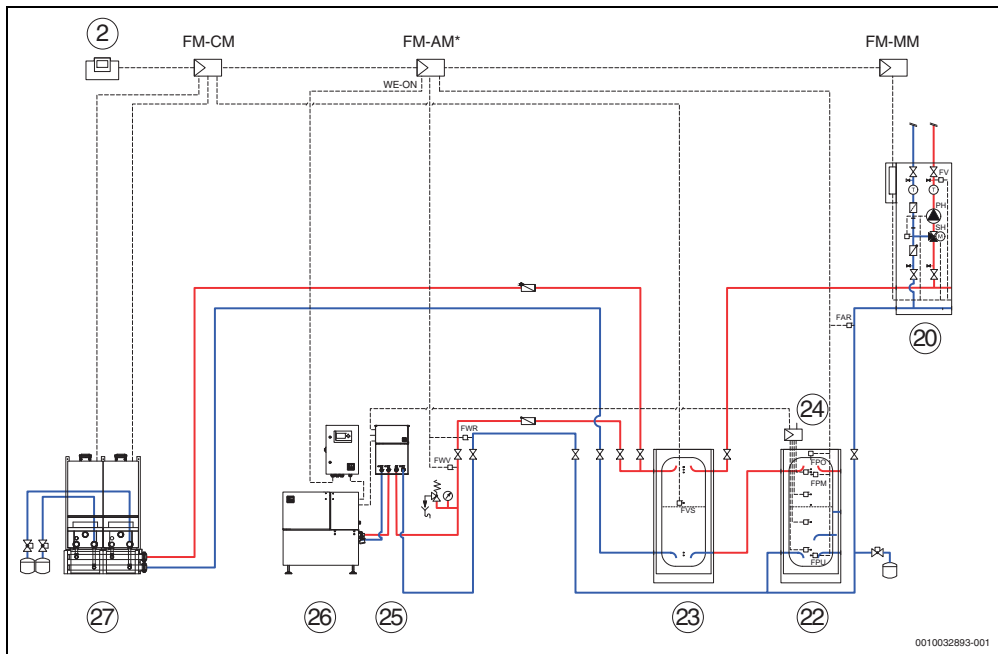 2
FM-CM
FM-AM*
FM-MM
WE-ON
FV
T
T
PH
SH
M
FAR
20
24
FWR
FWV
FPO
FPM
FVS
FPU
27
26
25
23
22
0010032893-001